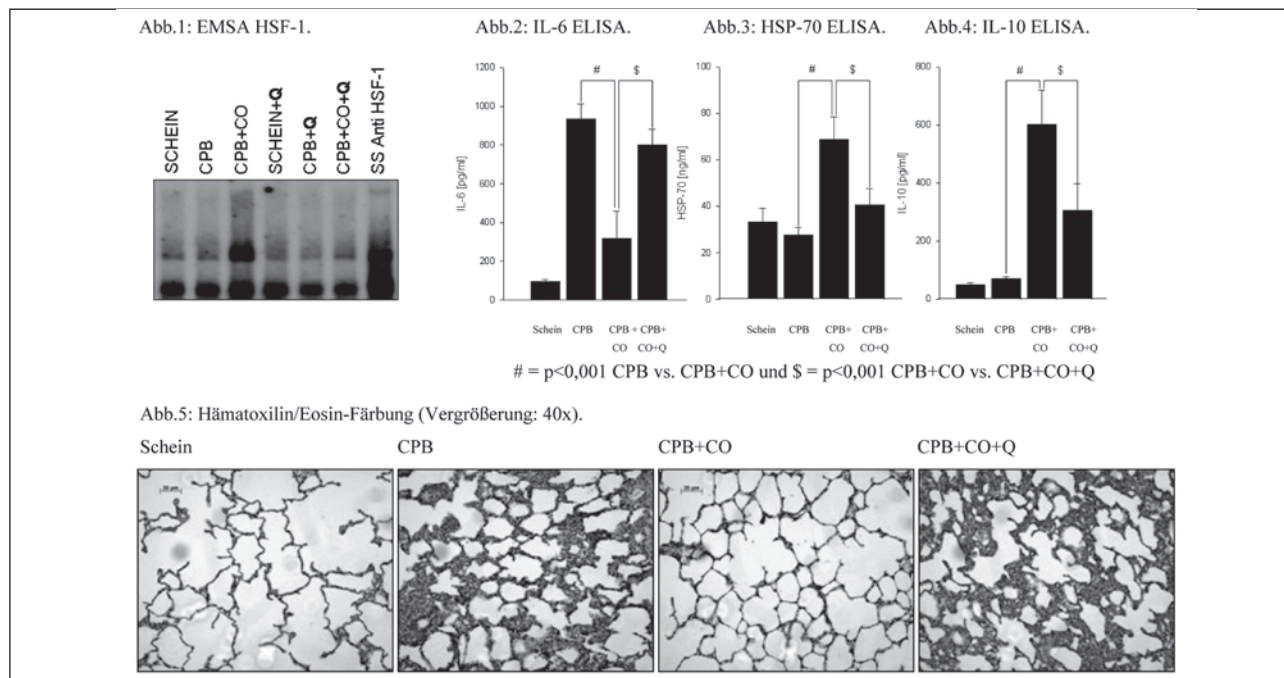 Abb.1: EMSA HSF-1.
SCHEIN
CPB
CPB+CO
SCHEIN+Q
CPB+Q
CPB+CO+Q
SS Anti HSF-1
Abb.2: IL-6 ELISA.
# $
1200
1000
800
600
400
200
0
IL-6 [pg/ml]
Schein CPB CPB + CPB+
CO CO+Q
Abb.3: HSP-70 ELISA.
# $
100
80
60
40
20
0
HSP-70 [ng/ml]
Schein CPB CPB+ CPB+
CO CO+Q
Abb.4: IL-10 ELISA.
# $
800
600
400
200
0
IL-10 [pg/ml]
Schein CPB CPB+ CPB+
CO CO+Q
# = p<0,001 CPB vs. CPB+CO und $ = p<0,001 CPB+CO vs. CPB+CO+Q
Abb.5: Hämatoxilin/Eosin-Färbung (Vergrößerung: 40x).
Schein CPB CPB+CO CPB+CO+Q